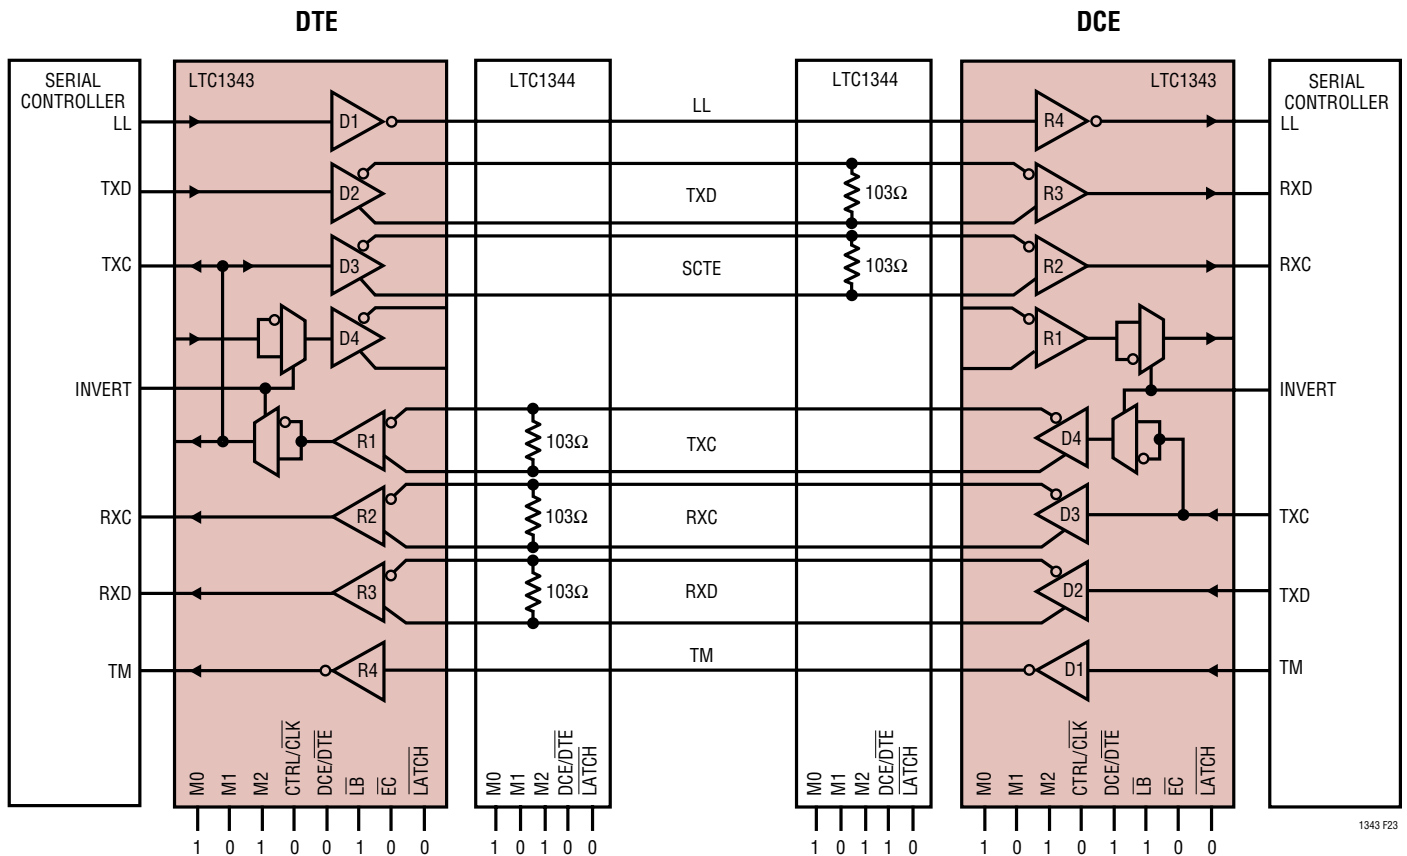 DTE
DCE
SERIAL
CONTROLLER
LTC1343
LTC1344
LTC1344
LTC1343
SERIAL
CONTROLLER
LL
D1
LL
R4
LL
TXD
D2
TXD
103Ω
R3
RXD
TXC
D3
SCTE
103Ω
R2
RXC
D4
R1
INVERT
INVERT
R1
103Ω
TXC
D4
RXC
R2
103Ω
RXC
D3
TXC
RXD
R3
103Ω
RXD
D2
TXD
TM
R4
TM
D1
TM
M0 M1 M2 CTRL/CLK DCE/DTE LB EC LATCH
M0 M1 M2 DCE/DTE LATCH
M0 M1 M2 DCE/DTE LATCH
M0 M1 M2 CTRL/CLK DCE/DTE LB EC LATCH
1343 F23
1 0 1 0 0 0 0 0
1 0 1 0 0
1 0 1 1 0
1 0 1 0 1 1 0 0